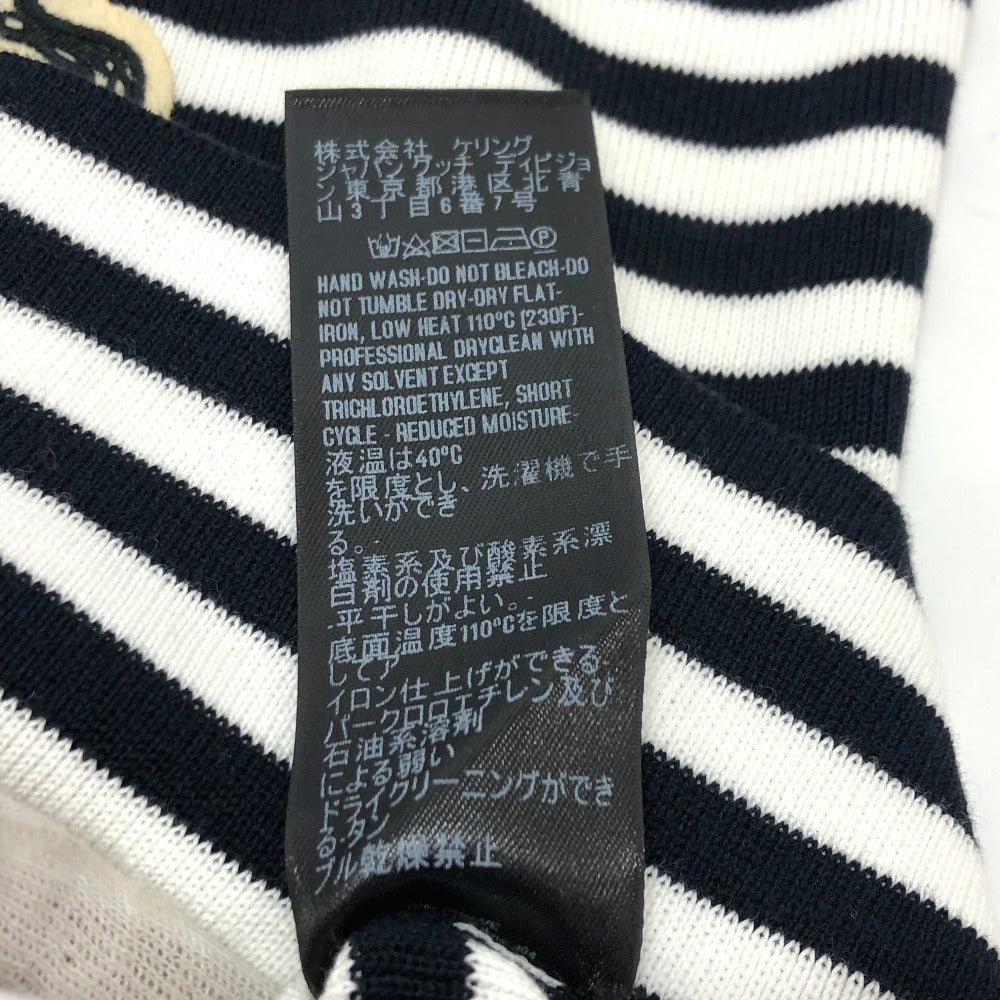 株式会社 ケリング
ジャパングッチ ディビジョ
ン東京都港区北青
山3丁目6番7号
HAND WASH-DO NOT BLEACH-DO
NOT TUMBLE DRY-DRY FLAT-
IRON, LOW HEAT 110ºC (230F)-
PROFESSIONAL DRYCLEAN WITH
ANY SOLVENT EXCEPT
TRICHLOROETHYLENE, SHORT
CYCLE - REDUCED MOISTURE-
液温は40ºC
を限度とし、洗濯機で手
洗いができ
る。-
塩素系及び酸素系漂
白剤の使用禁止
-平干しがよい。-
底面温度110ºCを限度と
してア
イロン仕上げができる。
パークロロエチレン及び
石油系溶剤
による弱い
ドライクリーニングができ
る。タン
ブル乾燥禁止